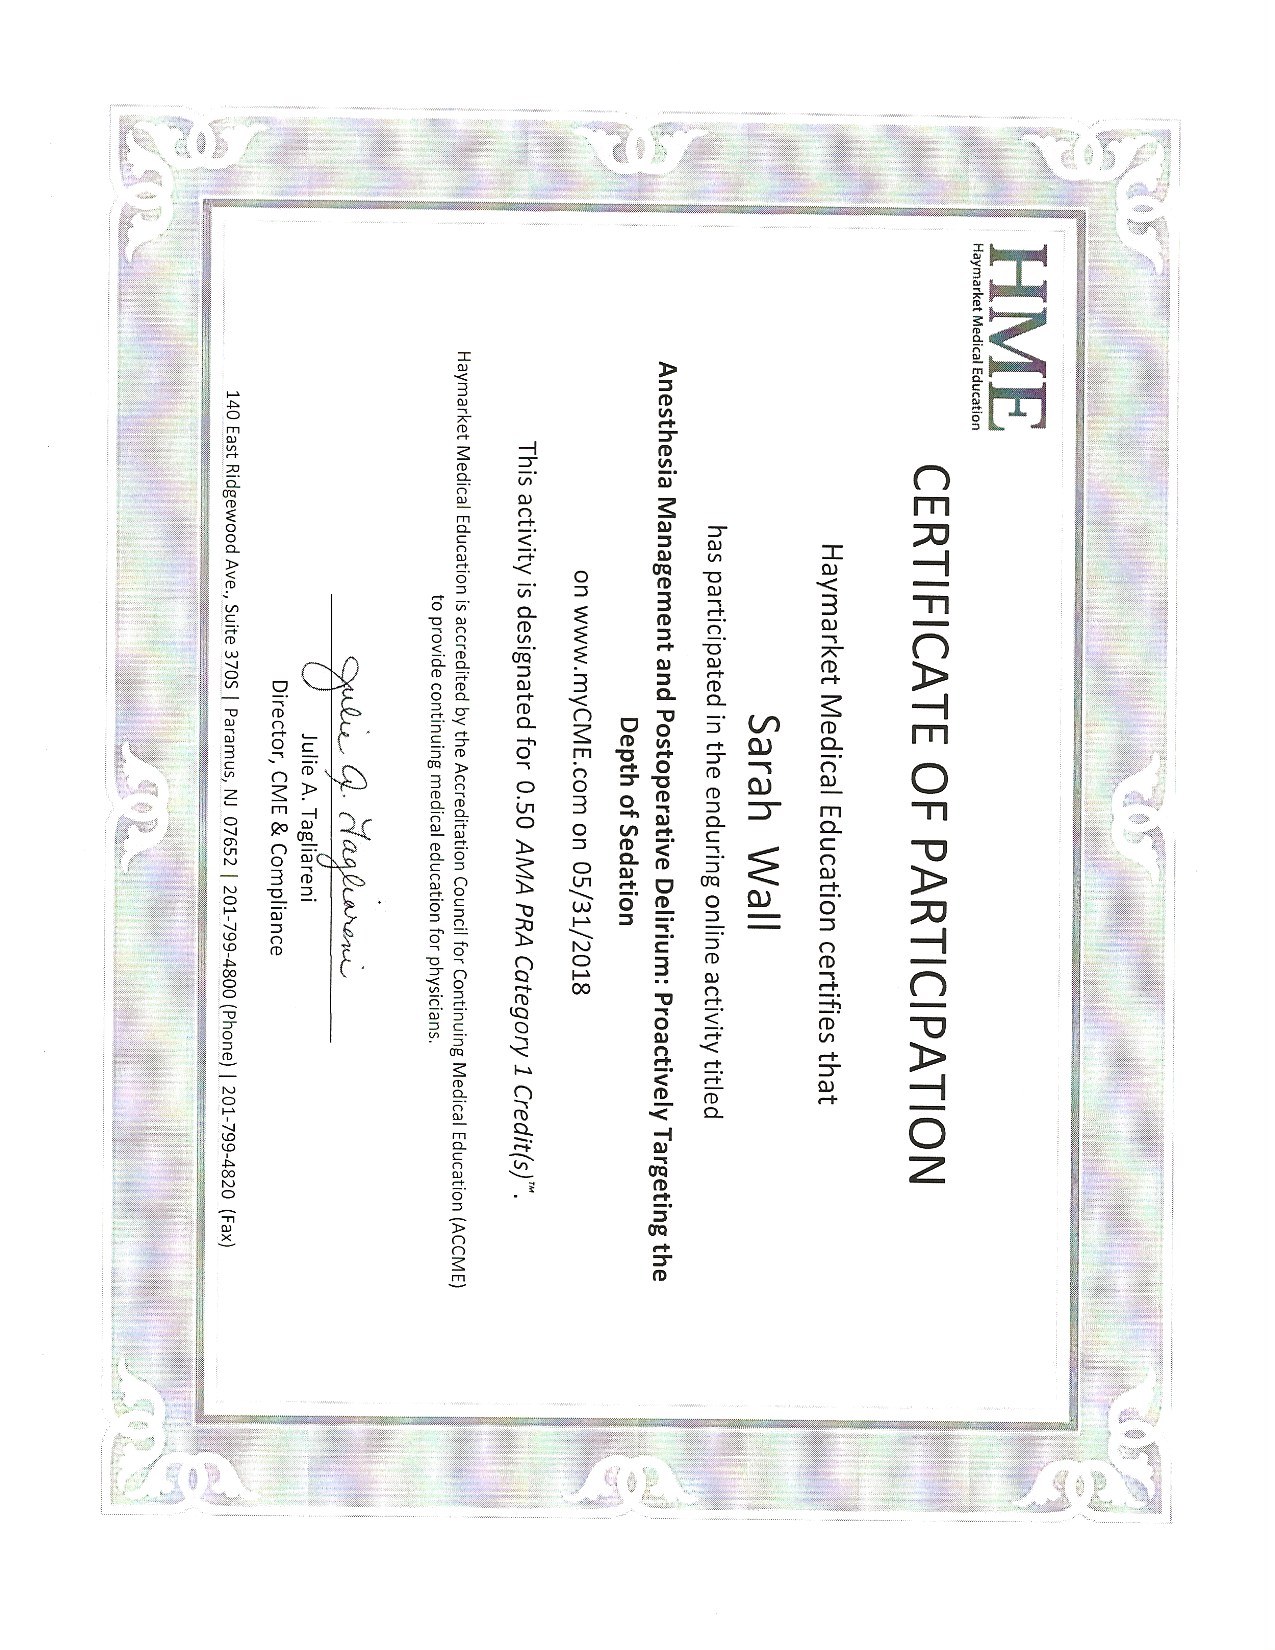 HME
Haymarket Medical Education
CERTIFICATE OF PARTICIPATION
Haymarket Medical Education certifies that
Sarah Wall
has participated in the enduring online activity titled
Anesthesia Management and Postoperative Delirium: Proactively Targeting the
Depth of Sedation
on www.myCME.com on 05/31/2018
This activity is designated for 0.50 AMA PRA Category 1 Credit(s)™.
Haymarket Medical Education is accredited by the Accreditation Council for Continuing Medical Education (ACCME)
to provide continuing medical education for physicians.
Julie A. Tagliareni
Julie A. Tagliareni
Director, CME & Compliance
140 East Ridgewood Ave., Suite 370S | Paramus, NJ 07652 | 201-799-4800 (Phone) | 201-799-4820 (Fax)